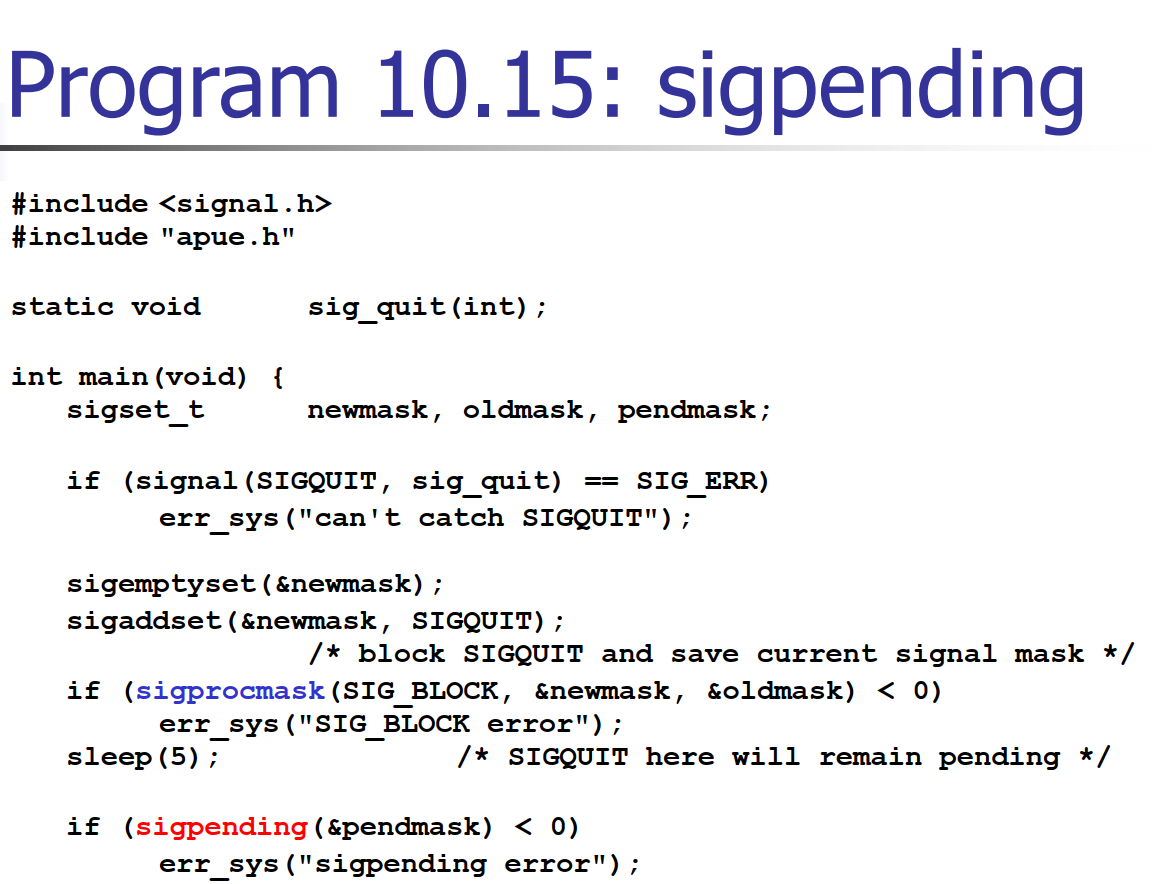 Program 10.15: sigpending
#include <signal.h>
#include "apue.h"
static void sig_quit(int);
int main(void) {
sigset_t newmask, oldmask, pendmask;
if (signal(SIGQUIT, sig_quit) == SIG_ERR)
err_sys("can't catch SIGQUIT");
sigemptyset(&newmask);
sigaddset(&newmask, SIGQUIT);
/* block SIGQUIT and save current signal mask */
if (sigprocmask(SIG_BLOCK, &newmask, &oldmask) < 0)
err_sys("SIG_BLOCK error");
sleep(5); /* SIGQUIT here will remain pending */
if (sigpending(&pendmask) < 0)
err_sys("sigpending error");